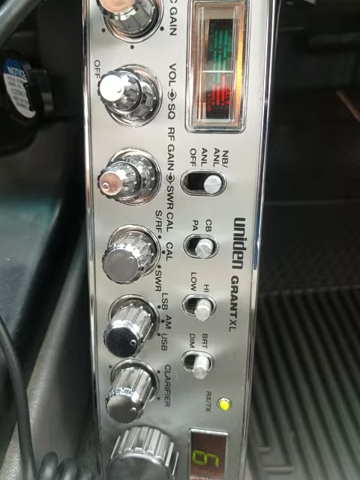 C GAIN
OFF
VOL SQ
RF GAIN SWR CAL
S/RF CAL SWR
LSB AM USB
CLARIFIER
NB/
ANL
ANL
OFF
CB
PA
HI
LOW
BRT
DIM
RX/TX
uniden GRANT XL